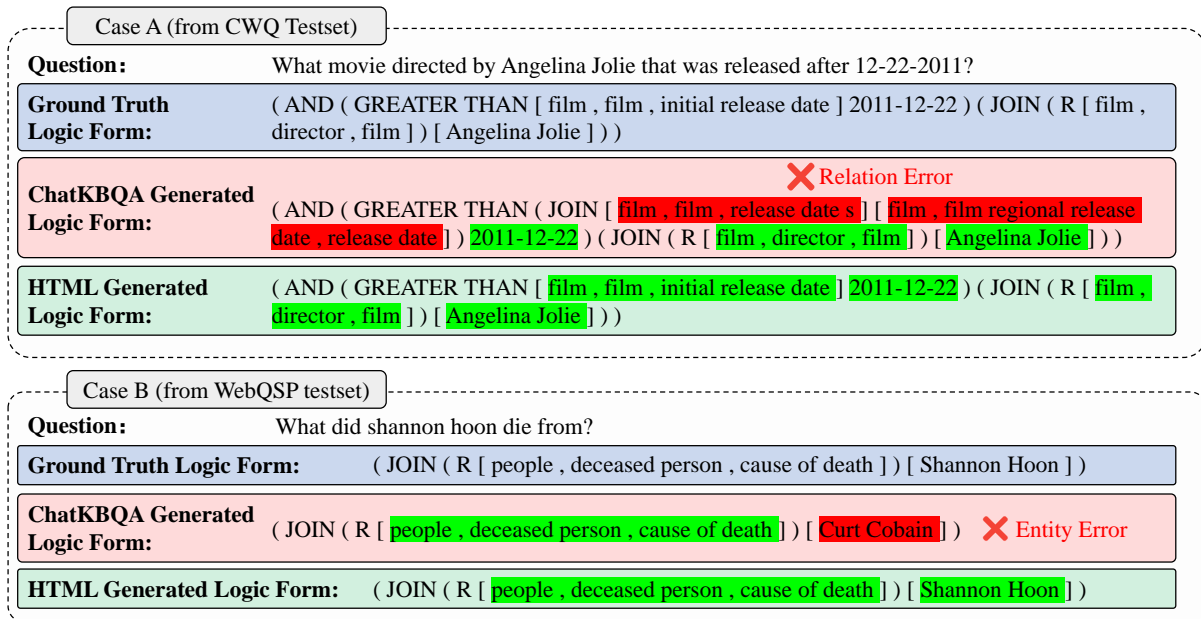 Case A (from CWQ Testset)
Question: What movie directed by Angelina Jolie that was released after 12-22-2011?
Ground Truth Logic Form: ( AND ( GREATER THAN [ film , film , initial release date ] 2011-12-22 ) ( JOIN ( R [ film , director , film ] ) [ Angelina Jolie ] ) )
❌ Relation Error
ChatKBQA Generated Logic Form: ( AND ( GREATER THAN ( JOIN [ film , film , release date s ] [ film , film regional release date , release date ] ) 2011-12-22 ) ( JOIN ( R [ film , director , film ] ) [ Angelina Jolie ] ) )
HTML Generated Logic Form: ( AND ( GREATER THAN [ film , film , initial release date ] 2011-12-22 ) ( JOIN ( R [ film , director , film ] ) [ Angelina Jolie ] ) )
Case B (from WebQSP testset)
Question: What did shannon hoon die from?
Ground Truth Logic Form: ( JOIN ( R [ people , deceased person , cause of death ] ) [ Shannon Hoon ] )
ChatKBQA Generated Logic Form: ( JOIN ( R [ people , deceased person , cause of death ] ) [ Curt Cobain ] ) ❌ Entity Error
HTML Generated Logic Form: ( JOIN ( R [ people , deceased person , cause of death ] ) [ Shannon Hoon ] )